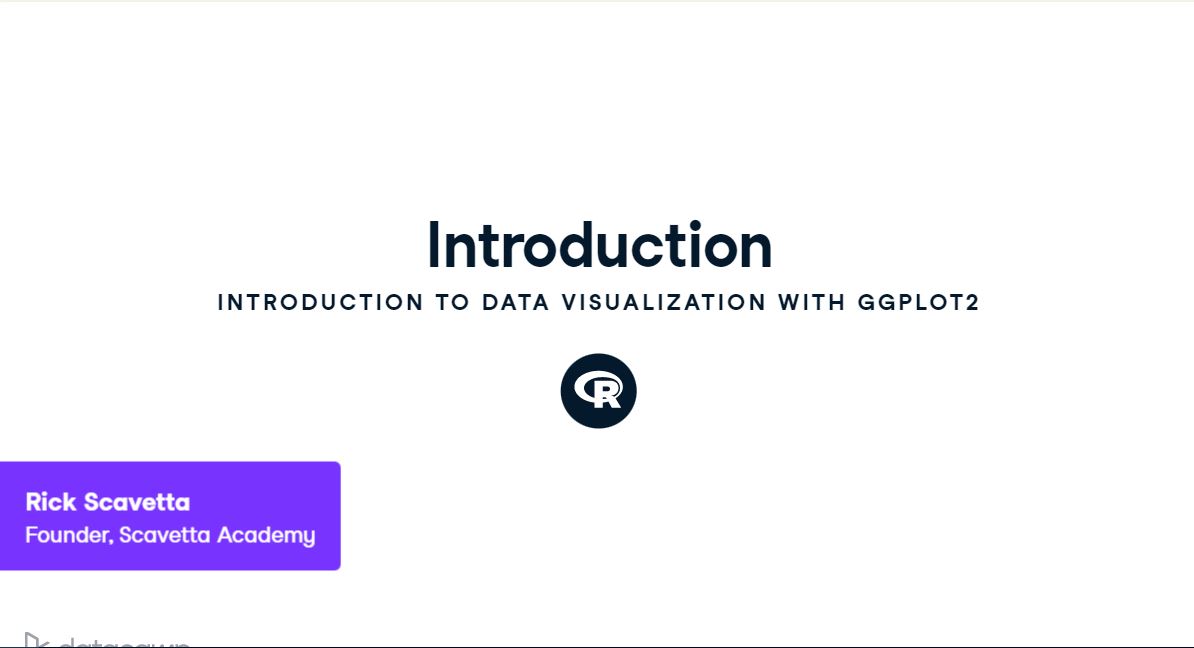 Introduction
INTRODUCTION TO DATA VISUALIZATION WITH GGPLOT2
R
Rick Scavetta
Founder, Scavetta Academy